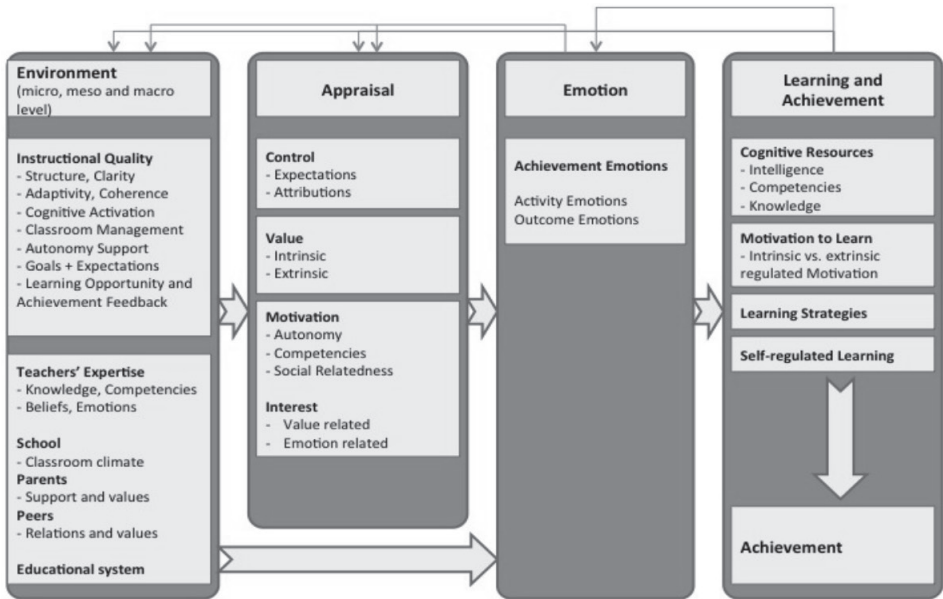 Environment
(micro, meso and macro
level)
Instructional Quality
- Structure, Clarity
- Adaptivity, Coherence
- Cognitive Activation
- Classroom Management
- Autonomy Support
- Goals + Expectations
- Learning Opportunity and
Achievement Feedback
Teachers' Expertise
- Knowledge, Competencies
- Beliefs, Emotions
School
- Classroom climate
Parents
- Support and values
Peers
- Relations and values
Educational system
Appraisal
Control
- Expectations
- Attributions
Value
- Intrinsic
- Extrinsic
Motivation
- Autonomy
- Competencies
- Social Relatedness
Interest
- Value related
- Emotion related
Emotion
Achievement Emotions
Activity Emotions
Outcome Emotions
Learning and
Achievement
Cognitive Resources
- Intelligence
- Competencies
- Knowledge
Motivation to Learn
- Intrinsic vs. extrinsic
regulated Motivation
Learning Strategies
Self-regulated Learning
Achievement